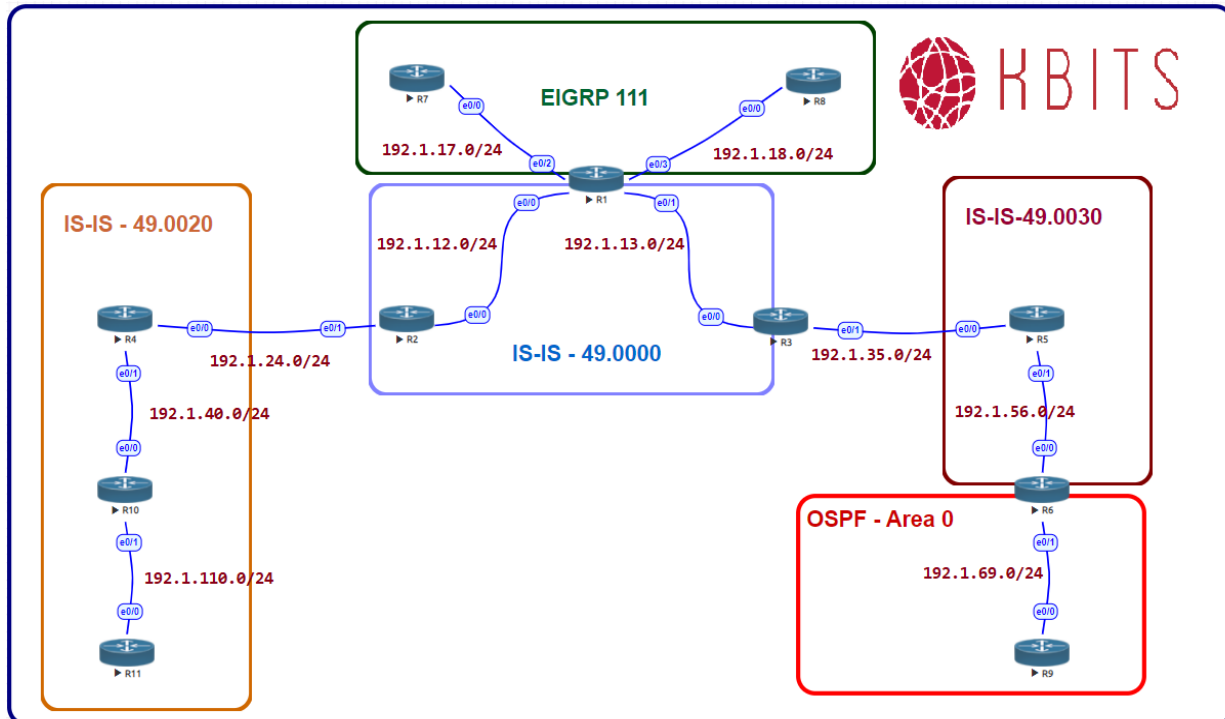 KBITS
EIGRP 111
R7
R8
e0/0
e0/0
192.1.17.0/24
192.1.18.0/24
e0/2
e0/3
R1
IS-IS - 49.0020
IS-IS-49.0030
e0/0
e0/1
192.1.12.0/24
192.1.13.0/24
R4
e0/0
e0/1
R2
e0/0
e0/0
R3
e0/1
e0/0
R5
192.1.24.0/24
IS-IS - 49.0000
192.1.35.0/24
e0/1
e0/1
192.1.40.0/24
192.1.56.0/24
e0/0
e0/0
R10
R6
OSPF - Area 0
e0/1
e0/1
192.1.110.0/24
192.1.69.0/24
e0/0
e0/0
R11
R9